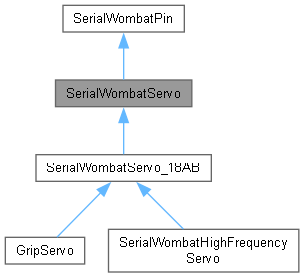 SerialWombatPin
SerialWombatServo
SerialWombatServo_18AB
GripServo
SerialWombatHighFrequency
Servo